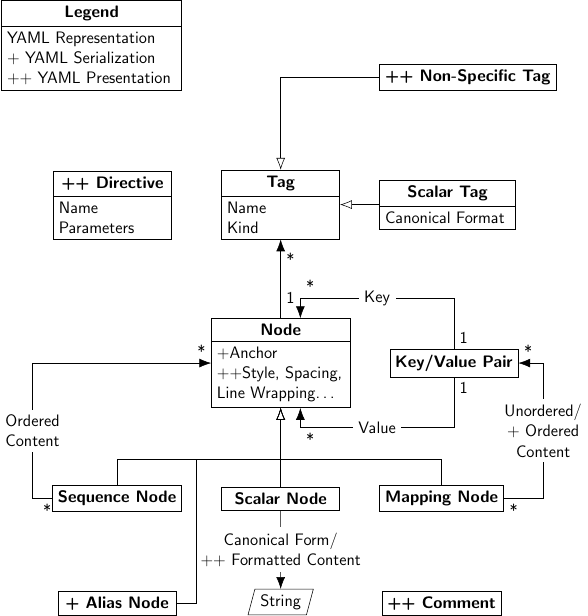 Legend
YAML Representation
+ YAML Serialization
++ YAML Presentation
++ Non-Specific Tag
++ Directive
Name
Parameters
Tag
Name
Kind
Scalar Tag
Canonical Format
*
1
*
Key
1
Node
+Anchor
++Style, Spacing,
Line Wrapping...
*
Key/Value Pair
*
1
Value
*
Ordered
Content
Unordered/
+ Ordered
Content
Sequence Node
*
Scalar Node
Mapping Node
*
Canonical Form/
++ Formatted Content
+ Alias Node
String
++ Comment